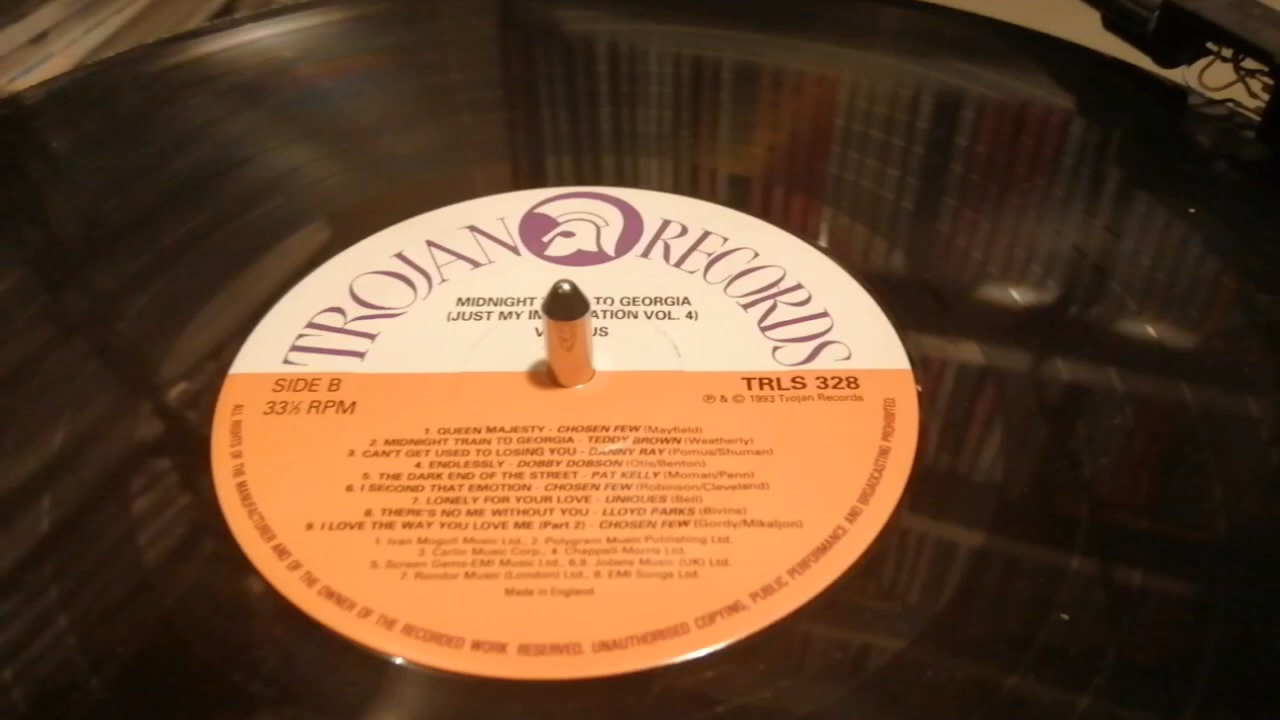 TROJAN RECORDS
MIDNIGHT TO GEORGIA
(JUST MY VOL. 4)
SIDE B
33⅓ RPM
TRLS 328
℗ & © 1993 Trojan Records
1. QUEEN MAJESTY - CHOSEN FEW (Mayfield)
2. MIDNIGHT TRAIN TO GEORGIA - TEDDY BROWN (Weatherly)
3. CAN'T GET USED TO LOSING YOU - DANNY RAY (Pomus/Shuman)
4. ENDLESSLY - DOBBY DOBSON (Otis/Benton)
5. THE DARK END OF THE STREET - PAT KELLY (Moman/Penn)
6. I SECOND THAT EMOTION - CHOSEN FEW (Robinson/Cleveland)
7. LONELY FOR YOUR LOVE - UNIQUES (Bell)
8. THERE'S NO ME WITHOUT YOU - LLOYD PARKS (Bivins)
9. I LOVE THE WAY YOU LOVE ME (Part 2) - CHOSEN FEW (Gordy/Mikaljon)
1. Ivan Mogull Music Ltd., 2. Polygram Music Publishing Ltd.
3. Carlin Music Corp., 4. Chappell-Morris Ltd.
5. Screen Gems-EMI Music Ltd., 6,9. Jobete Music (UK) Ltd.
7. Rondor Music (London) Ltd., 8. EMI Songs Ltd.
Made in England
ALL RIGHTS OF THE MANUFACTURER AND OF THE OWNER OF THE RECORDED WORK RESERVED. UNAUTHORISED COPYING, PUBLIC PERFORMANCE AND BROADCASTING PROHIBITED.